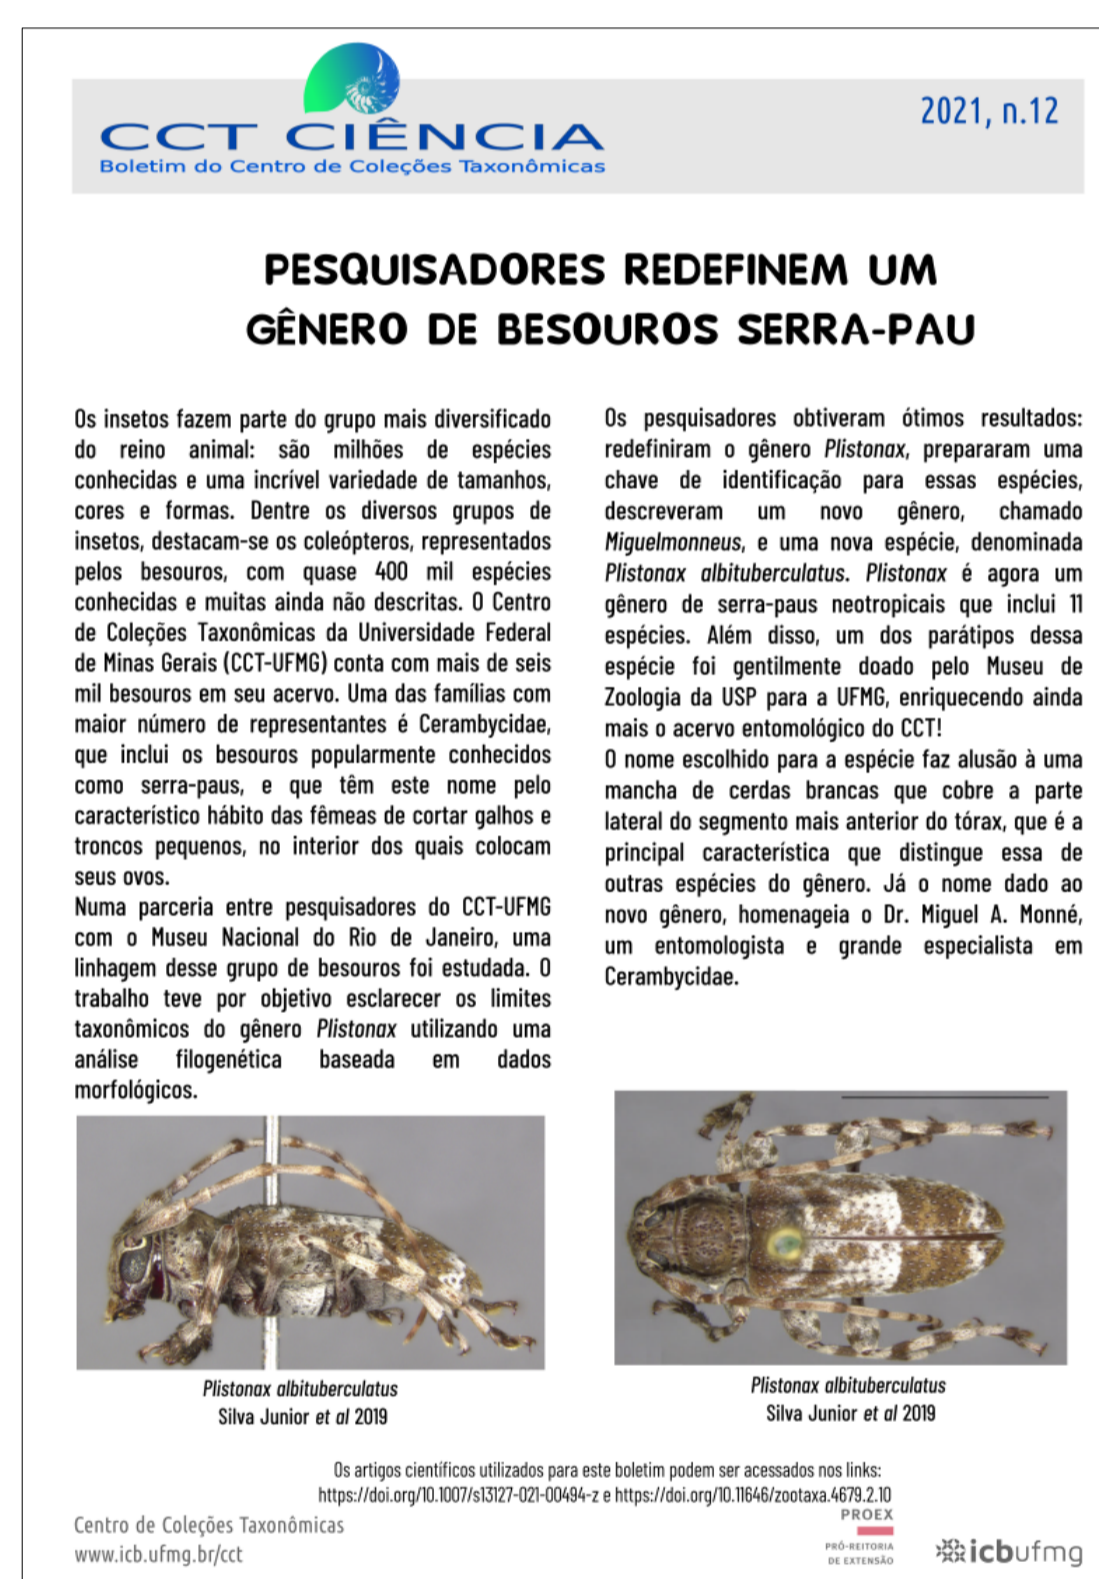 CCT CIÊNCIA
Boletim do Centro de Coleções Taxonômicas
2021, n.12
PESQUISADORES REDEFINEM UM
GÊNERO DE BESOUROS SERRA-PAU
Os insetos fazem parte do grupo mais diversificado
do reino animal: são milhões de espécies
conhecidas e uma incrível variedade de tamanhos,
cores e formas. Dentre os diversos grupos de
insetos, destacam-se os coleópteros, representados
pelos besouros, com quase 400 mil espécies
conhecidas e muitas ainda não descritas. O Centro
de Coleções Taxonômicas da Universidade Federal
de Minas Gerais (CCT-UFMG) conta com mais de seis
mil besouros em seu acervo. Uma das famílias com
maior número de representantes é Cerambycidae,
que inclui os besouros popularmente conhecidos
como serra-paus, e que têm este nome pelo
característico hábito das fêmeas de cortar galhos e
troncos pequenos, no interior dos quais colocam
seus ovos.
Numa parceria entre pesquisadores do CCT-UFMG
com o Museu Nacional do Rio de Janeiro, uma
linhagem desse grupo de besouros foi estudada. O
trabalho teve por objetivo esclarecer os limites
taxonômicos do gênero Plistonax utilizando uma
análise filogenética baseada em dados
morfológicos.
Os pesquisadores obtiveram ótimos resultados:
redefiniram o gênero Plistonax, prepararam uma
chave de identificação para essas espécies,
descreveram um novo gênero, chamado
Miguelmonneus, e uma nova espécie, denominada
Plistonax albituberculatus. Plistonax é agora um
gênero de serra-paus neotropicais que inclui 11
espécies. Além disso, um dos parátipos dessa
espécie foi gentilmente doado pelo Museu de
Zoologia da USP para a UFMG, enriquecendo ainda
mais o acervo entomológico do CCT!
O nome escolhido para a espécie faz alusão à uma
mancha de cerdas brancas que cobre a parte
lateral do segmento mais anterior do tórax, que é a
principal característica que distingue essa de
outras espécies do gênero. Já o nome dado ao
novo gênero, homenageia o Dr. Miguel A. Monné,
um entomologista e grande especialista em
Cerambycidae.
Plistonax albituberculatus
Silva Junior et al 2019
Plistonax albituberculatus
Silva Junior et al 2019
Os artigos científicos utilizados para este boletim podem ser acessados nos links:
https://doi.org/10.1007/s13127-021-00494-z e https://doi.org/10.11646/zootaxa.4679.2.10
Centro de Coleções Taxonômicas
www.icb.ufmg.br/cct
PROEX
PRÓ-REITORIA
DE EXTENSÃO
icbufmg